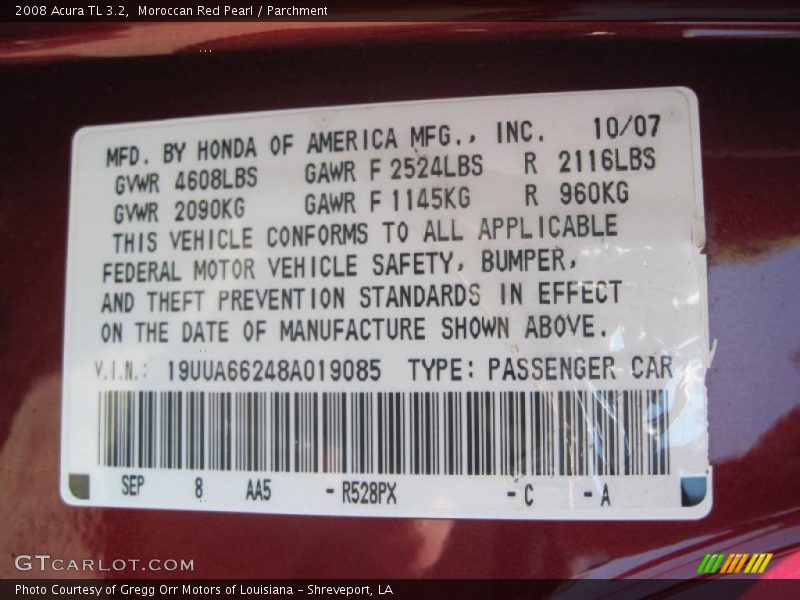 2008 Acura TL 3.2,  Moroccan Red Pearl / Parchment
MFD. BY HONDA OF AMERICA MFG., INC. 10/07
GVWR 4608LBS GAWR F 2524LBS R 2116LBS
GVWR 2090KG GAWR F 1145KG R 960KG
THIS VEHICLE CONFORMS TO ALL APPLICABLE
FEDERAL MOTOR VEHICLE SAFETY, BUMPER,
AND THEFT PREVENTION STANDARDS IN EFFECT
ON THE DATE OF MANUFACTURE SHOWN ABOVE.
V.I.N.: 19UUA66248A019085 TYPE: PASSENGER CAR
SEP 8 AA5 - R528PX - C - A
GTCARLOT.COM
Photo Courtesy of Gregg Orr Motors of Louisiana - Shreveport, LA